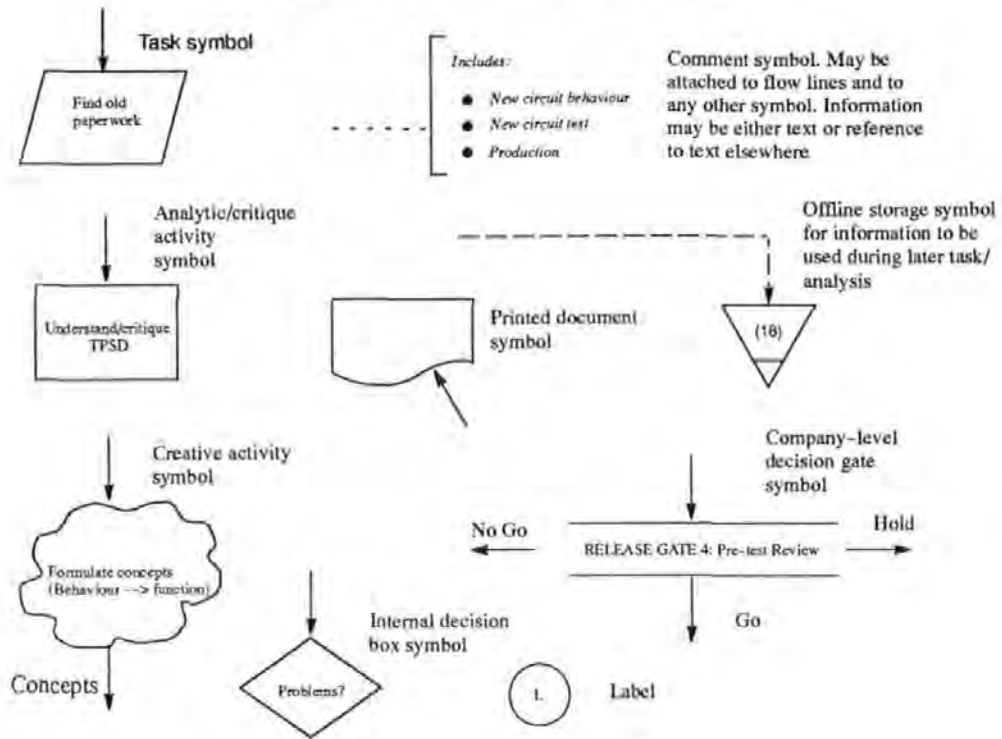 Task symbol
Find old
paperwork
Includes:
● New circuit behaviour
● New circuit test
● Production
Comment symbol. May be
attached to flow lines and to
any other symbol. Information
may be either text or reference
to text elsewhere
Analytic/critique
activity
symbol
Understand/critique
TPSD
Printed document
symbol
Offline storage symbol
for information to be
used during later task/
analysis
(18)
Creative activity
symbol
Formulate concepts
(Behaviour --> function)
Concepts
Internal decision
box symbol
Problems?
Company-level
decision gate
symbol
No Go
RELEASE GATE 4: Pre-test Review
Hold
Go
1.
Label